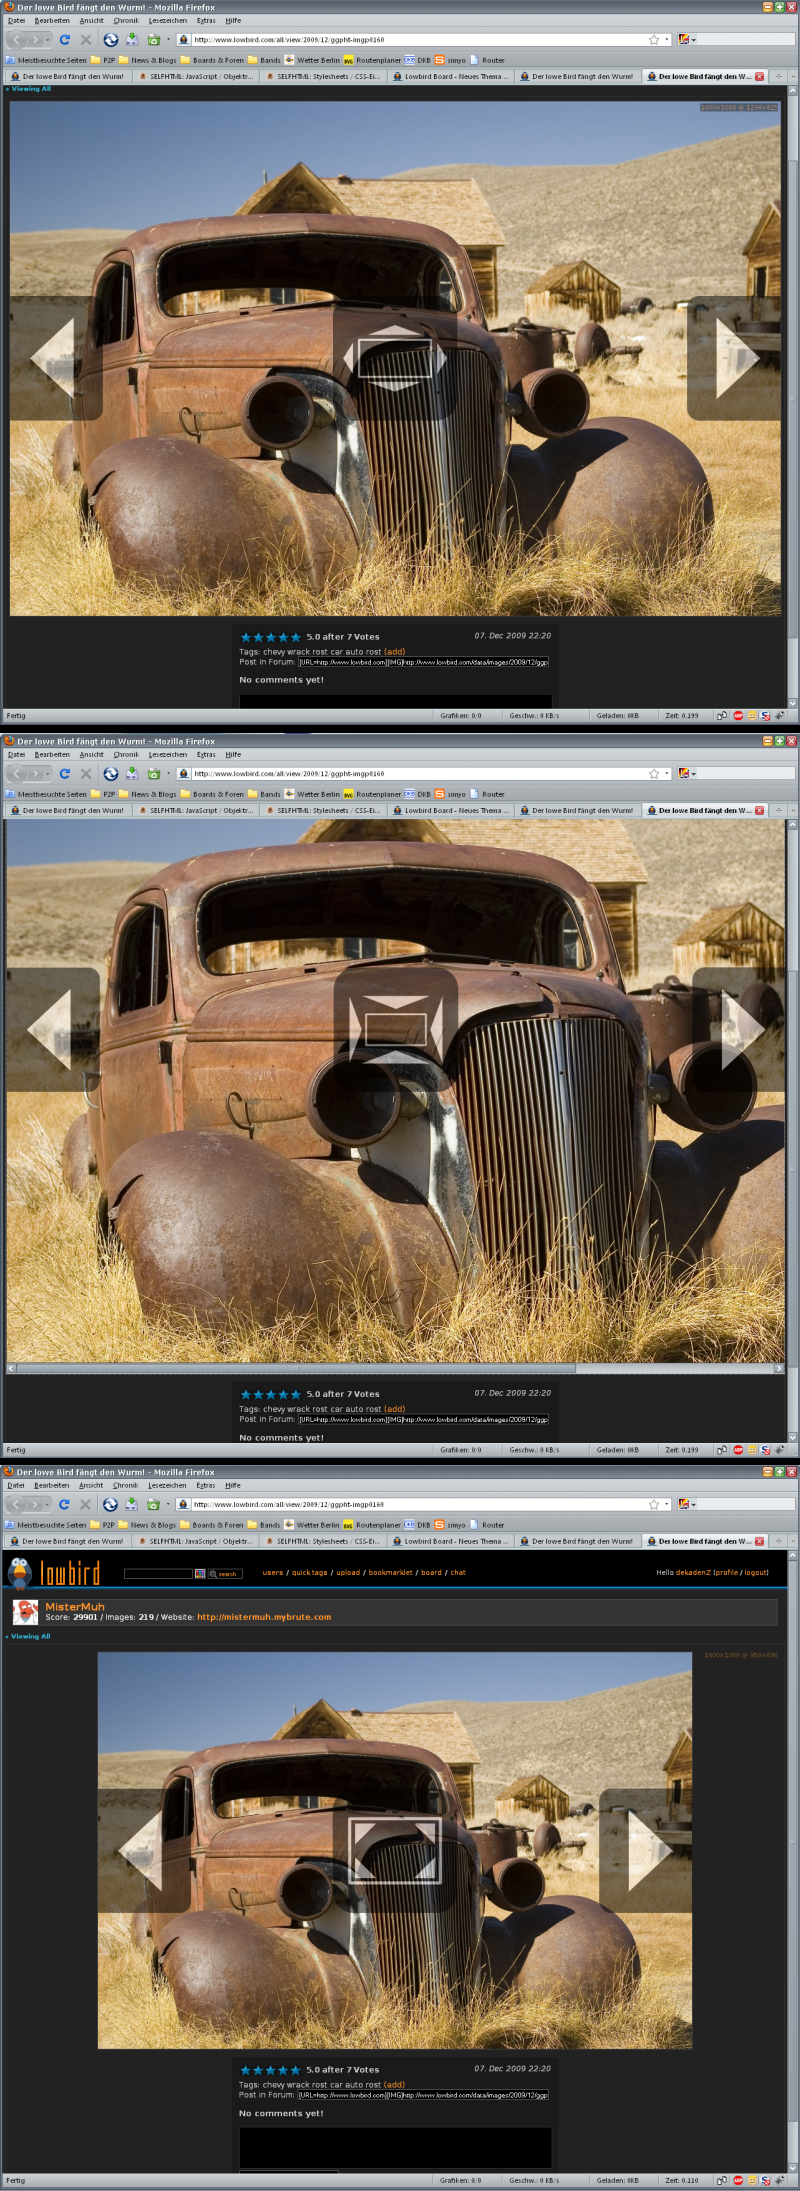 Der lowe Bird fängt den Wurm! - Mozilla Firefox
Datei Bearbeiten Ansicht Chronik Lesezeichen Extras Hilfe
http://www.lowbird.com/all/view/2009/12/ggpht-imgp0160
Meistbesuchte Seiten P2P News & Blogs Boards & Foren Bands Wetter Berlin BVG Routenplaner DKB DKB simyo Router
Der lowe Bird fängt den Wurm! SELFHTML: JavaScript / Objektr... SELFHTML: Stylesheets / CSS-Ei... Lowbird Board - Neues Thema ... Der lowe Bird fängt den Wurm! Der lowe Bird fängt den W...
» Viewing All
5.0 after 7 Votes 07. Dec 2009 22:20
Tags: chevy wrack rost car auto rost (add)
Post in Forum: [URL=http://www.lowbird.com][IMG]http://www.lowbird.com/data/images/2009/12/ggp
No comments yet!
Fertig Grafiken: 0/0 Geschw.: 0 KB/s Geladen: 0KB Zeit: 0.199 ABP
Der lowe Bird fängt den Wurm! - Mozilla Firefox
Datei Bearbeiten Ansicht Chronik Lesezeichen Extras Hilfe
http://www.lowbird.com/all/view/2009/12/ggpht-imgp0160
Meistbesuchte Seiten P2P News & Blogs Boards & Foren Bands Wetter Berlin BVG Routenplaner DKB DKB simyo Router
Der lowe Bird fängt den Wurm! SELFHTML: JavaScript / Objektr... SELFHTML: Stylesheets / CSS-Ei... Lowbird Board - Neues Thema ... Der lowe Bird fängt den Wurm! Der lowe Bird fängt den W...
5.0 after 7 Votes 07. Dec 2009 22:20
Tags: chevy wrack rost car auto rost (add)
Post in Forum: [URL=http://www.lowbird.com][IMG]http://www.lowbird.com/data/images/2009/12/ggp
No comments yet!
Fertig Grafiken: 0/0 Geschw.: 0 KB/s Geladen: 0KB Zeit: 0.199 ABP
Der lowe Bird fängt den Wurm! - Mozilla Firefox
Datei Bearbeiten Ansicht Chronik Lesezeichen Extras Hilfe
http://www.lowbird.com/all/view/2009/12/ggpht-imgp0160
Meistbesuchte Seiten P2P News & Blogs Boards & Foren Bands Wetter Berlin BVG Routenplaner DKB DKB simyo Router
Der lowe Bird fängt den Wurm! SELFHTML: JavaScript / Objektr... SELFHTML: Stylesheets / CSS-Ei... Lowbird Board - Neues Thema ... Der lowe Bird fängt den Wurm! Der lowe Bird fängt den W...
lowbird search users / quick tags / upload / bookmarklet / board / chat Hello dekadenZ (profile / logout)
MisterMuh
Score: 29901 / Images: 219 / Website: http://mistermuh.mybrute.com
» Viewing All
5.0 after 7 Votes 07. Dec 2009 22:20
Tags: chevy wrack rost car auto rost (add)
Post in Forum: [URL=http://www.lowbird.com][IMG]http://www.lowbird.com/data/images/2009/12/ggp
No comments yet!
Fertig Grafiken: 0/0 Geschw.: 0 KB/s Geladen: 0KB Zeit: 0.110 ABP